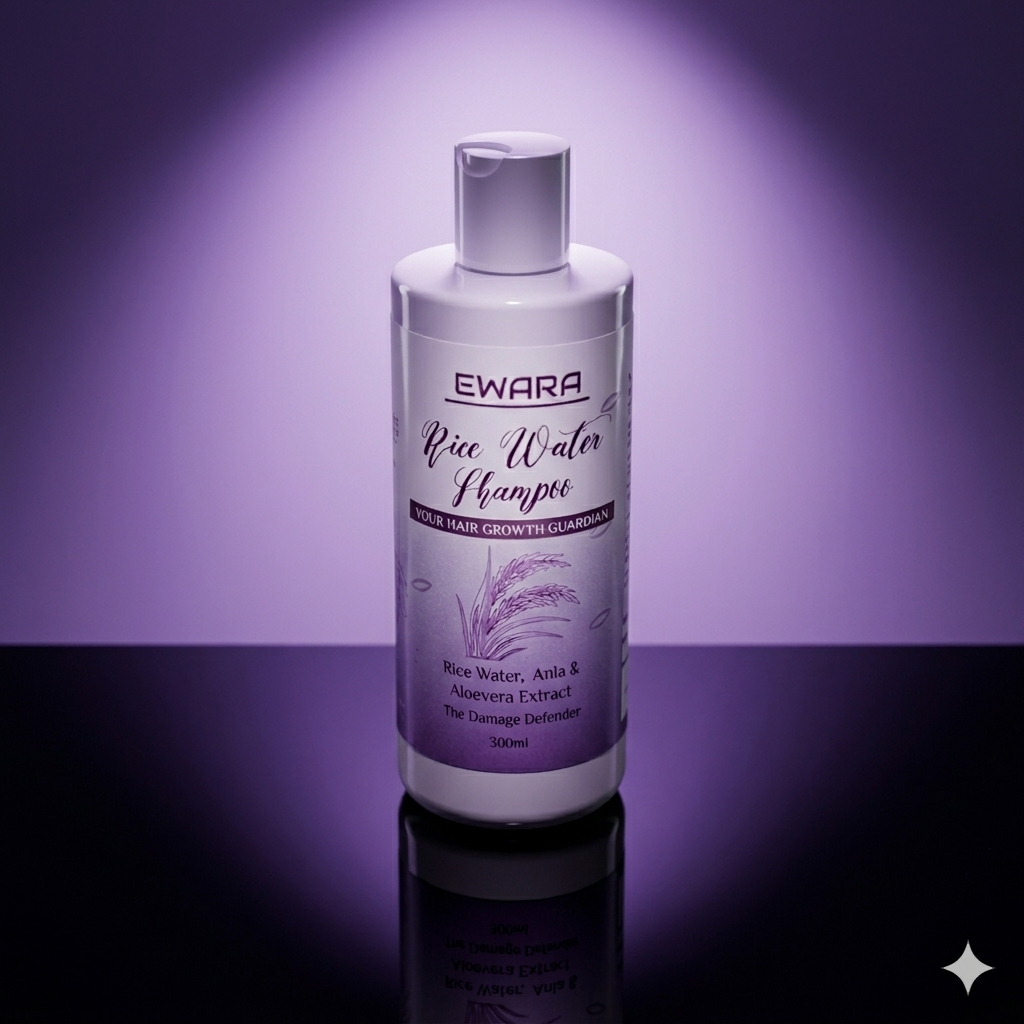 EWARA
Rice Water
Shampoo
YOUR HAIR GROWTH GUARDIAN
Rice Water, Anla &
Aloevera Extract
The Damage Defender
300ml